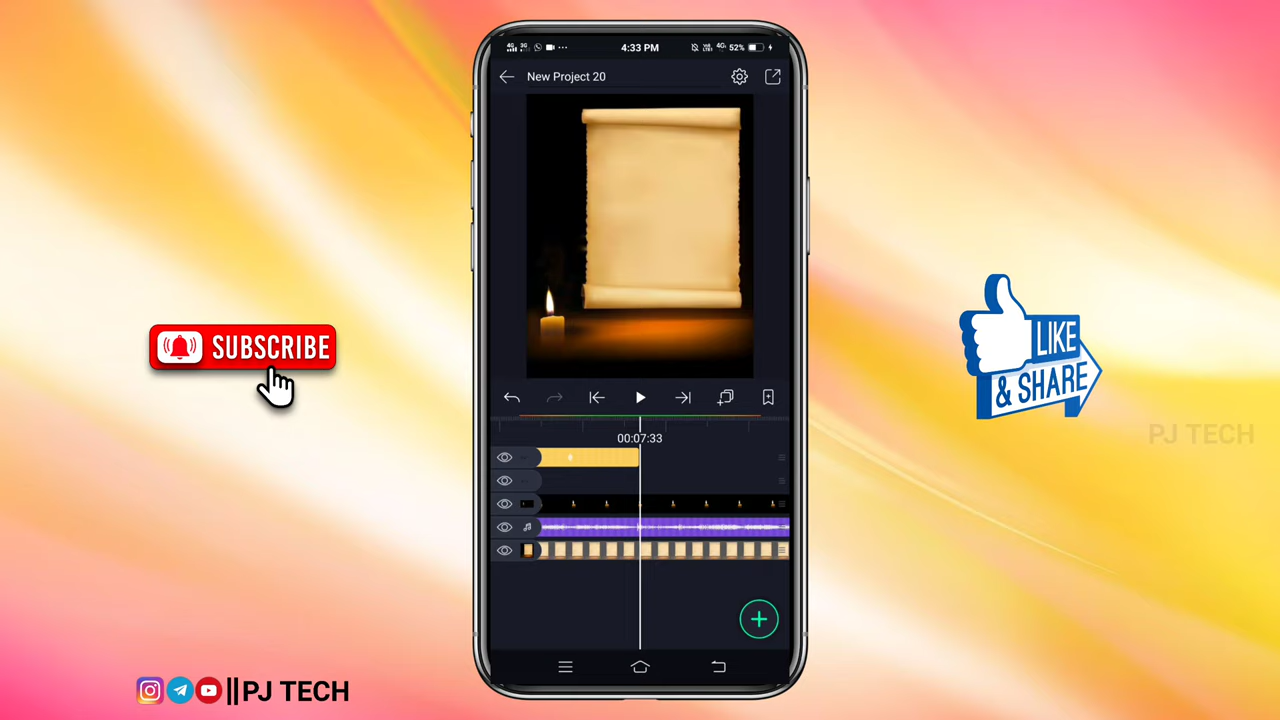 4:33 PM
52%
New Project 20
SUBSCRIBE
LIKE
& SHARE
PJ TECH
00:07:33
PJ TECH